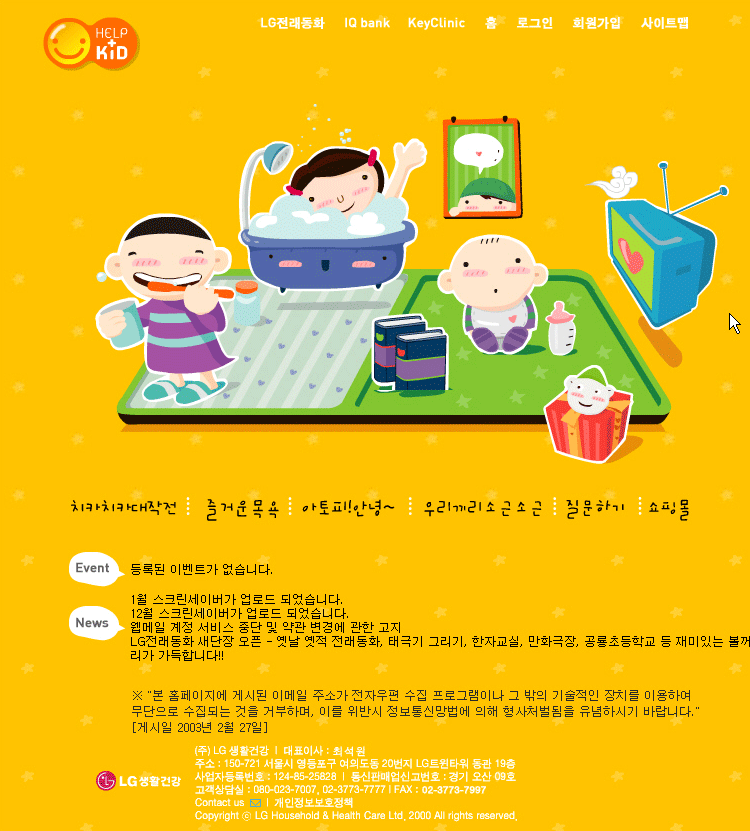 HELP
KiD
LG전래동화 IQ bank KeyClinic 홈 로그인 회원가입 사이트맵
치카치카대작전 즐거운목욕 아토피!안녕~ 우리끼리소근소근 질문하기 쇼핑몰
Event 등록된 이벤트가 없습니다.
1월 스크린세이버가 업로드 되었습니다.
12월 스크린세이버가 업로드 되었습니다.
News 웹메일 계정 서비스 중단 및 약관 변경에 관한 고지
LG전래동화 새단장 오픈 - 옛날 옛적 전래동화, 태극기 그리기, 한자교실, 만화극장, 공룡초등학교 등 재미있는 볼꺼
리가 가득합니다!!
※ "본 홈페이지에 게시된 이메일 주소가 전자우편 수집 프로그램이나 그 밖의 기술적인 장치를 이용하여
무단으로 수집되는 것을 거부하며, 이를 위반시 정보통신망법에 의해 형사처벌됨을 유념하시기 바랍니다."
[게시일 2003년 2월 27일]
LG생활건강
(주) LG 생활건강 | 대표이사 : 최석원
주소 : 150-721 서울시 영등포구 여의도동 20번지 LG트윈타워 동관 19층
사업자등록번호: 124-85-25828 | 통신판매업신고번호 : 경기 오산 09호
고객상담실 : 080-023-7007, 02-3773-7777 | FAX : 02-3773-7997
Contact us | 개인정보보호정책
Copyright ⓒ LG Household & Health Care Ltd, 2000 All rights reserved.